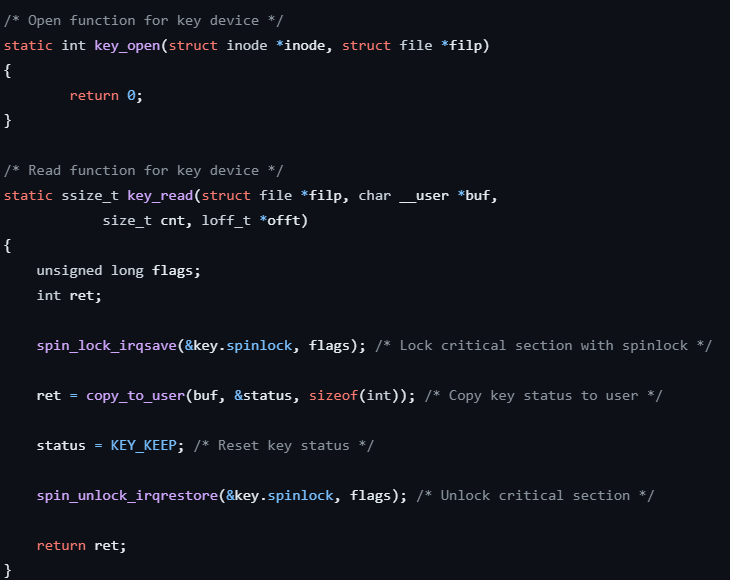 /* Open function for key device */
static int key_open(struct inode *inode, struct file *filp)
{
        return 0;
}

/* Read function for key device */
static ssize_t key_read(struct file *filp, char __user *buf,
            size_t cnt, loff_t *offt)
{
    unsigned long flags;
    int ret;

    spin_lock_irqsave(&key.spinlock, flags); /* Lock critical section with spinlock */

    ret = copy_to_user(buf, &status, sizeof(int)); /* Copy key status to user */

    status = KEY_KEEP; /* Reset key status */

    spin_unlock_irqrestore(&key.spinlock, flags); /* Unlock critical section */

    return ret;
}